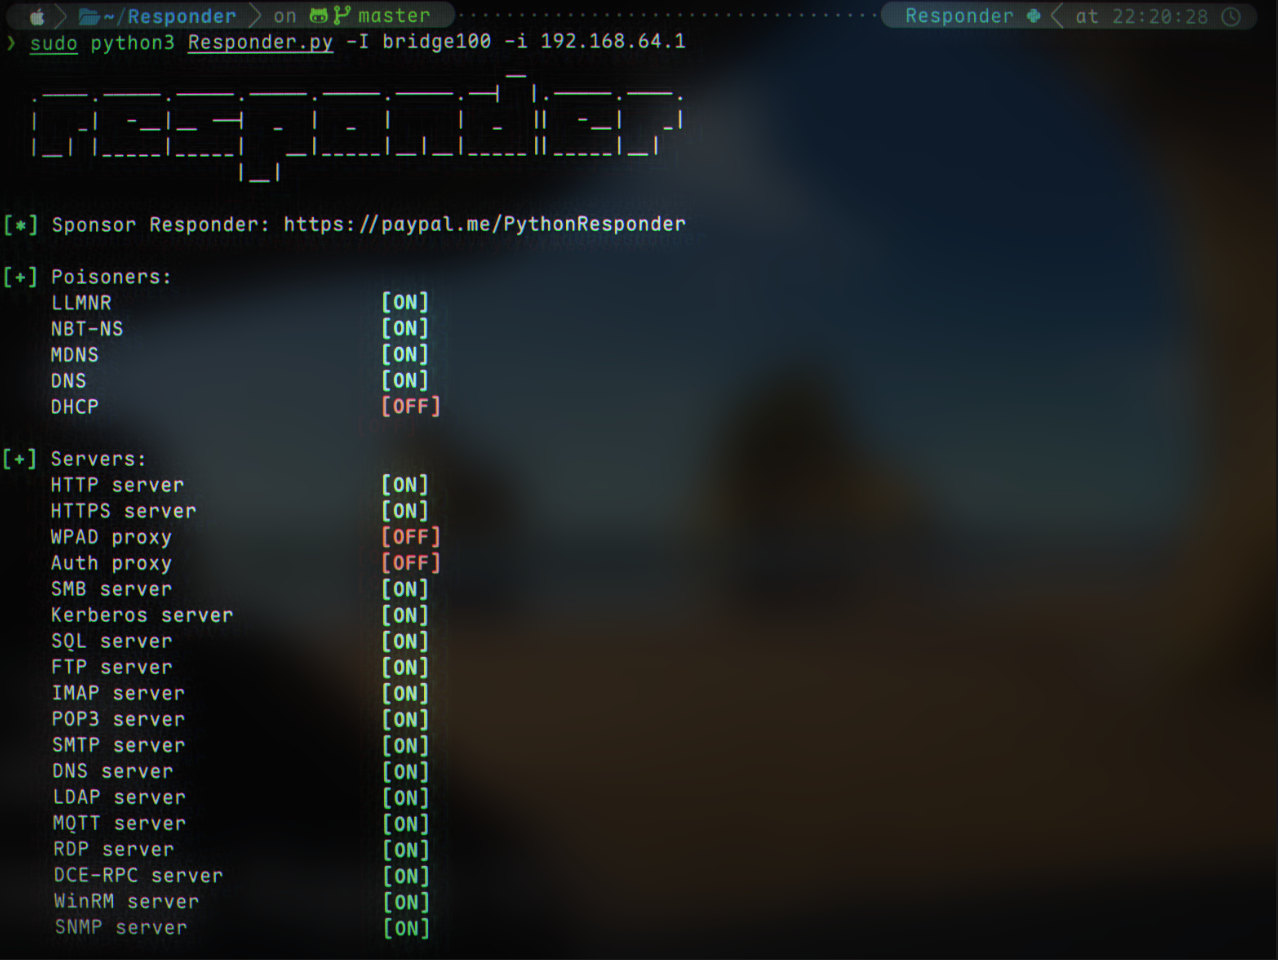 ~/Responder on master Responder at 22:20:28
❯ sudo python3 Responder.py -I bridge100 -i 192.168.64.1
responder
[*] Sponsor Responder: https://paypal.me/PythonResponder
[+] Poisoners:
LLMNR [ON]
NBT-NS [ON]
MDNS [ON]
DNS [ON]
DHCP [OFF]
[+] Servers:
HTTP server [ON]
HTTPS server [ON]
WPAD proxy [OFF]
Auth proxy [OFF]
SMB server [ON]
Kerberos server [ON]
SQL server [ON]
FTP server [ON]
IMAP server [ON]
POP3 server [ON]
SMTP server [ON]
DNS server [ON]
LDAP server [ON]
MQTT server [ON]
RDP server [ON]
DCE-RPC server [ON]
WinRM server [ON]
SNMP server [ON]